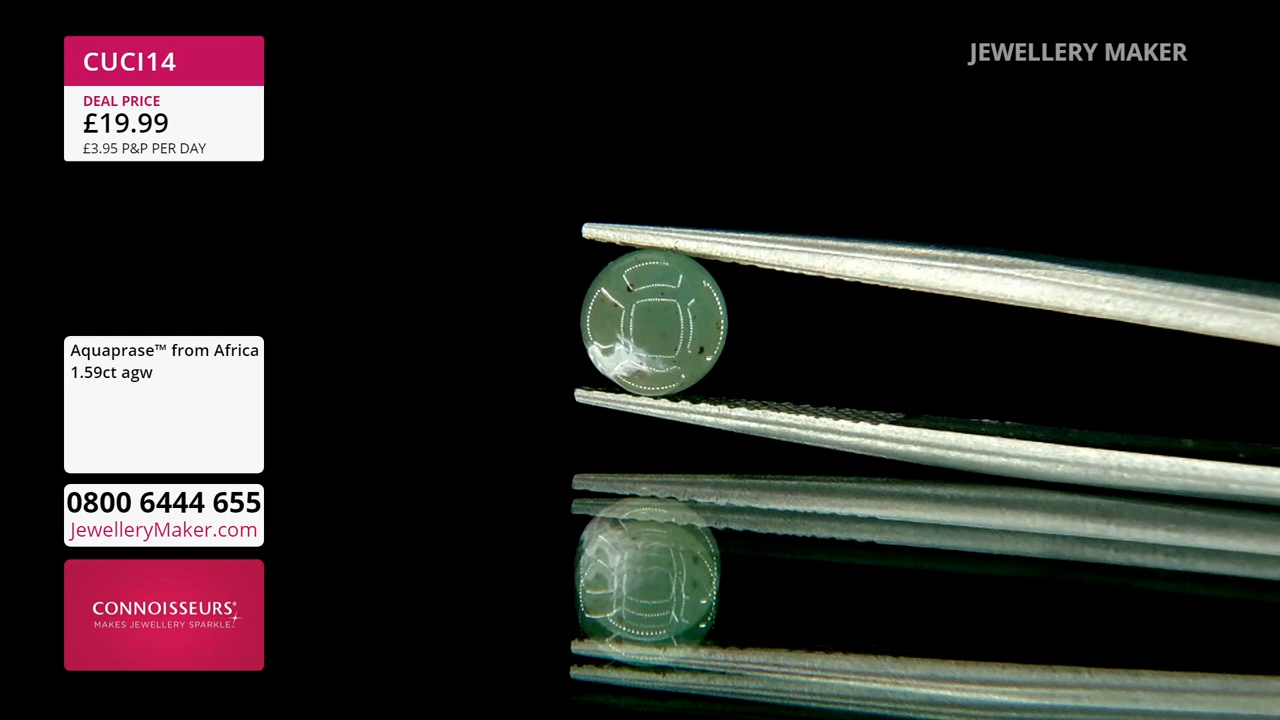 CUCI14
DEAL PRICE
£19.99
£3.95 P&P PER DAY
JEWELLERY MAKER
Aquaprase™ from Africa
1.59ct agw
0800 6444 655
JewelleryMaker.com
CONNOISSEURS®
MAKES JEWELLERY SPARKLE